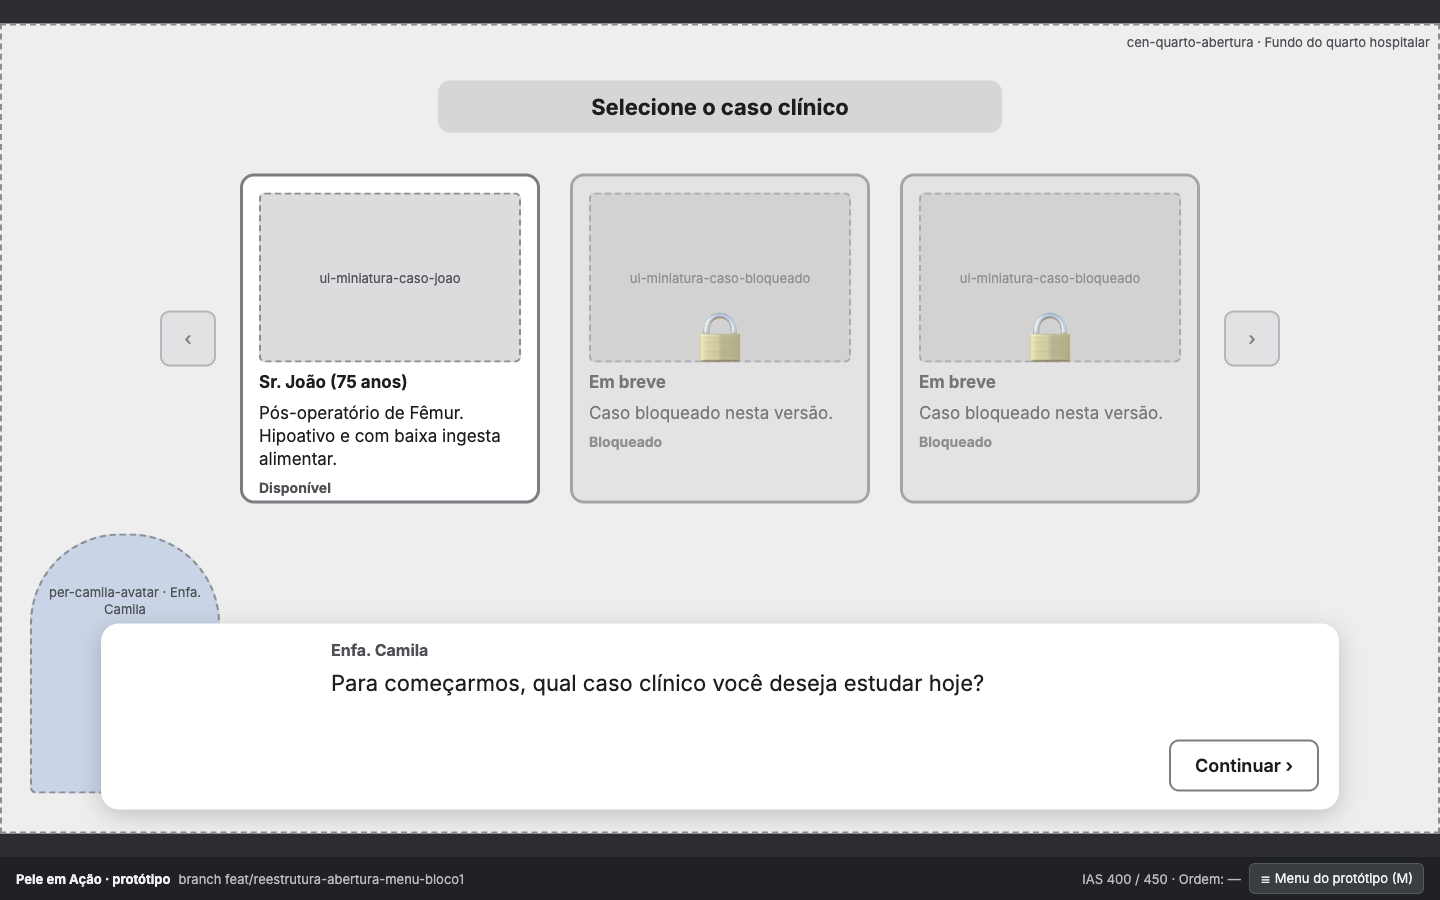 cen-quarto-abertura · Fundo do quarto hospitalar
Selecione o caso clínico
ui-miniatura-caso-joao
ui-miniatura-caso-bloqueado
ui-miniatura-caso-bloqueado
‹
›
Sr. João (75 anos)
Pós-operatório de Fêmur.
Hipoativo e com baixa ingesta
alimentar.
Disponível
Em breve
Caso bloqueado nesta versão.
Bloqueado
Em breve
Caso bloqueado nesta versão.
Bloqueado
per-camila-avatar · Enfa.
Camila
Enfa. Camila
Para começarmos, qual caso clínico você deseja estudar hoje?
Continuar ›
Pele em Ação · protótipo branch feat/reestrutura-abertura-menu-bloco1
IAS 400 / 450 · Ordem: —
≡ Menu do protótipo (M)